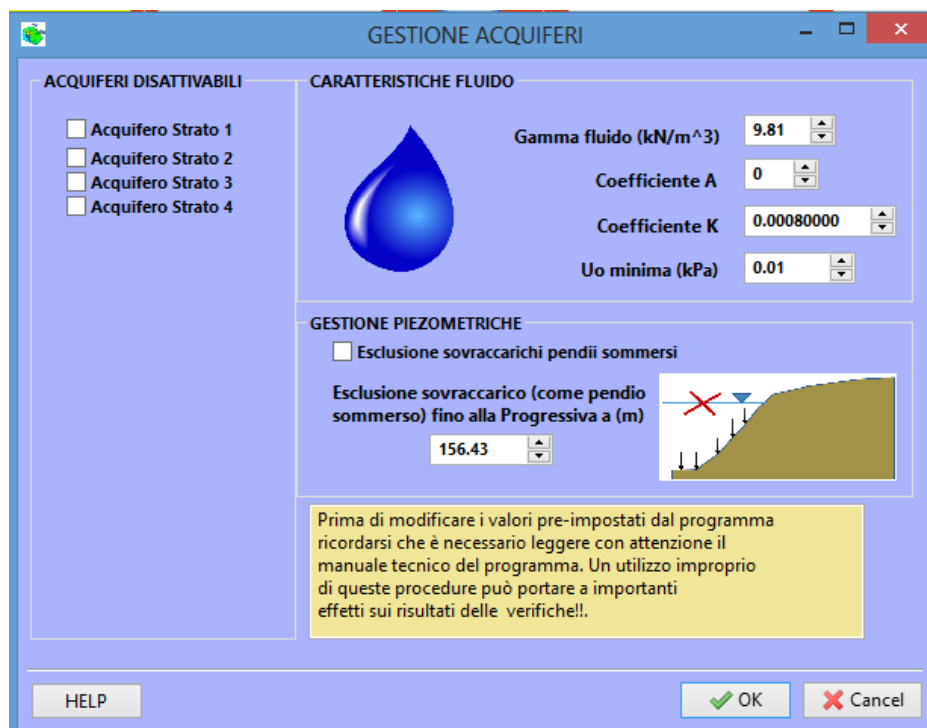 GESTIONE ACQUIFERI
ACQUIFERI DISATTIVABILI
Acquifero Strato 1
Acquifero Strato 2
Acquifero Strato 3
Acquifero Strato 4
CARATTERISTICHE FLUIDO
Gamma fluido (kN/m^3) 9.81
Coefficiente A 0
Coefficiente K 0.00080000
Uo minima (kPa) 0.01
GESTIONE PIEZOMETRICHE
Esclusione sovraccarichi pendii sommersi
Esclusione sovraccarico (come pendio
sommerso) fino alla Progressiva a (m)
156.43
Prima di modificare i valori pre-impostati dal programma
ricordarsi che è necessario leggere con attenzione il
manuale tecnico del programma. Un utilizzo improprio
di queste procedure può portare a importanti
effetti sui risultati delle verifiche!!.
HELP
OK
Cancel